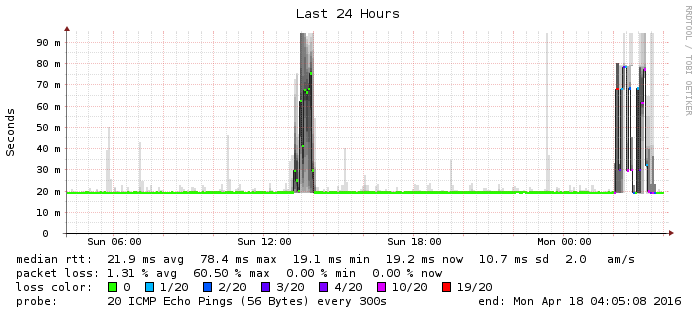 Last 24 Hours
RRDTOOL / TOBI OETIKER
Seconds
90 m
80 m
70 m
60 m
50 m
40 m
30 m
20 m
10 m
0
Sun 06:00 Sun 12:00 Sun 18:00 Mon 00:00
median rtt: 21.9 ms avg 78.4 ms max 19.1 ms min 19.2 ms now 10.7 ms sd 2.0 am/s
packet loss: 1.31 % avg 60.50 % max 0.00 % min 0.00 % now
loss color: 0 1/20 2/20 3/20 4/20 10/20 19/20
probe: 20 ICMP Echo Pings (56 Bytes) every 300s end: Mon Apr 18 04:05:08 2016